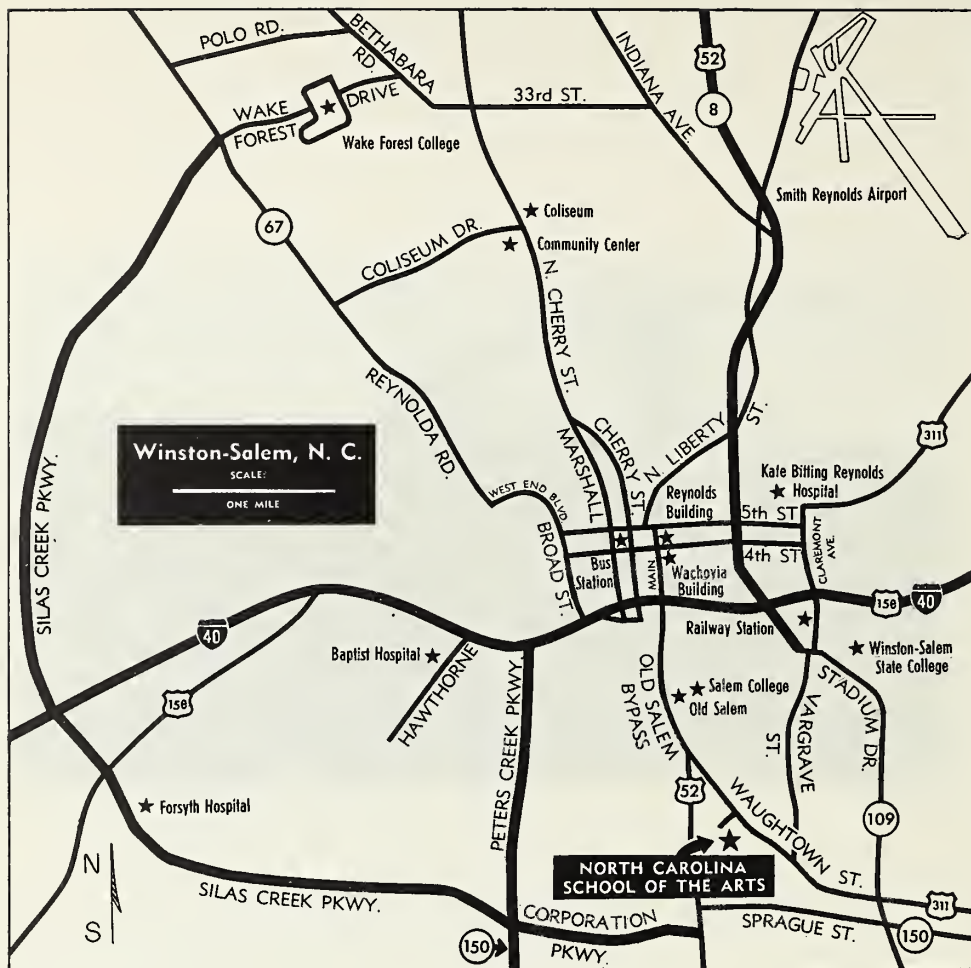 POLO RD.
BETHABARA
RD.
WAKE
FOREST
DRIVE
Wake Forest College
33rd ST.
INDIANA AVE.
52
8
Smith Reynolds Airport
67
COLISEUM DR.
Coliseum
Community Center
N. CHERRY ST.
REYNOLDA RD.
SILAS CREEK PKWY.
Winston-Salem, N. C.
SCALE:
ONE MILE
CHERRY ST.
MARSHALL
N. LIBERTY
ST.
311
Kate Bitting Reynolds
Hospital
WEST END BLVD.
Reynolds
Building
5th ST
4th ST
CLAREMONT
AVE.
BROAD ST.
Bus
Station
MAIN
Wachovia
Building
158
40
Railway Station
Winston-Salem
State College
40
158
Baptist Hospital
HAWTHORNE
PETERS CREEK PKWY.
OLD SALEM
BYPASS
Salem College
Old Salem
STADIUM DR.
VARGRAVE
ST.
52
109
WAUGHTOWN ST.
Forsyth Hospital
NORTH CAROLINA
SCHOOL OF THE ARTS
N
S
SILAS CREEK PKWY.
CORPORATION
PKWY.
150
SPRAGUE ST.
311
150